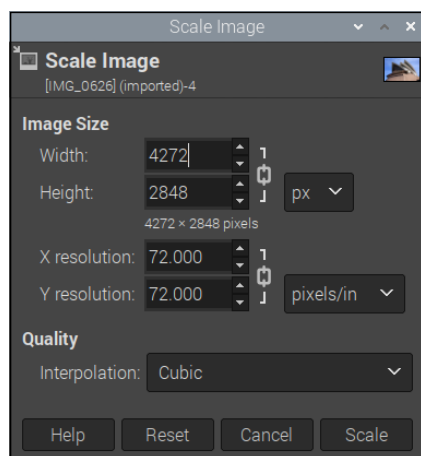 Scale Image
Scale Image
[IMG_0626] (imported)-4
Image Size
Width: 4272
Height: 2848 px
4272 × 2848 pixels
X resolution: 72.000
Y resolution: 72.000 pixels/in
Quality
Interpolation: Cubic
Help Reset Cancel Scale